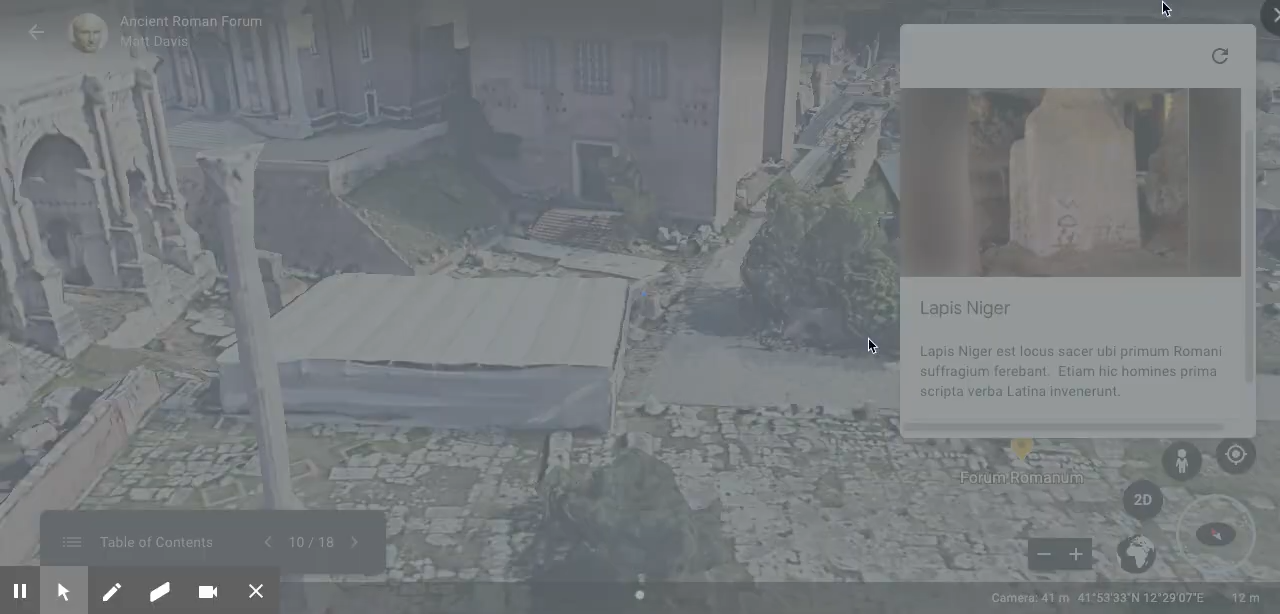 Ancient Roman Forum
Matt Davis
Lapis Niger
Lapis Niger est locus sacer ubi primum Romani
suffragium ferebant. Etiam hic homines prima
scripta verba Latina invenerunt.
Forum Romanum
2D
Table of Contents
10 / 18
Camera: 41 m 41°53'33"N 12°29'07"E 12 m